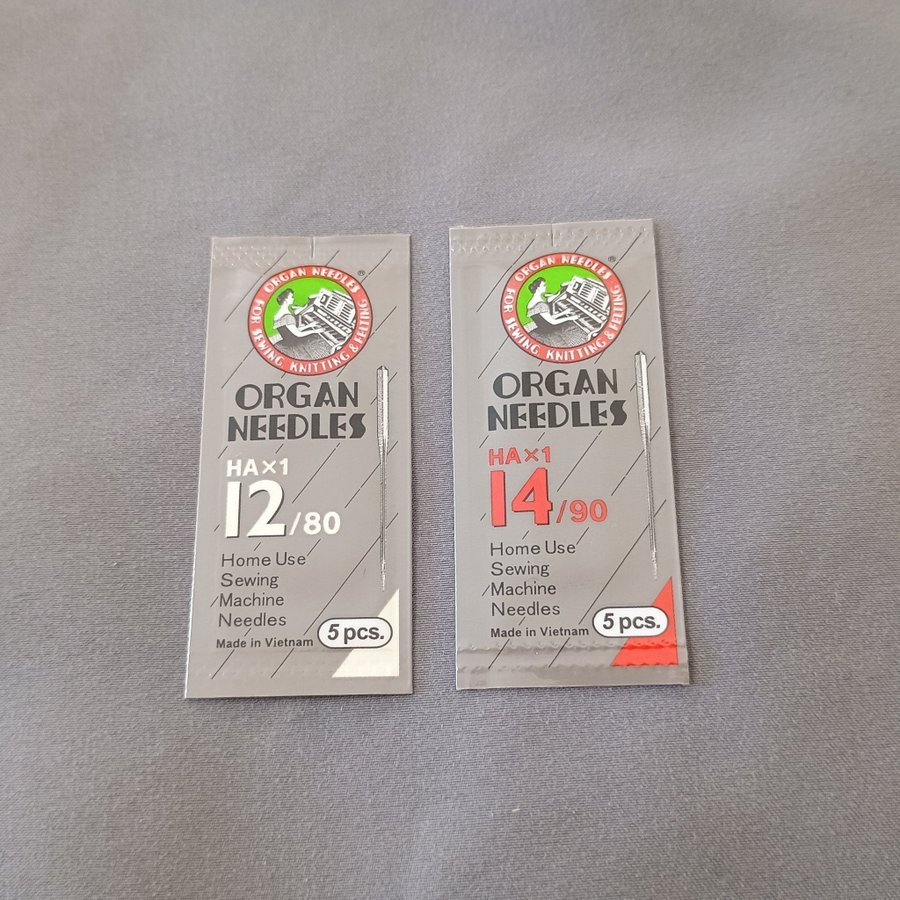 ORGAN NEEDLES
FOR SEWING KNITTING & FELTING
®
ORGAN
NEEDLES
HA×1
12/80
Home Use
Sewing
Machine
Needles
Made in Vietnam
5 pcs.
ORGAN NEEDLES
FOR SEWING KNITTING & FELTING
®
ORGAN
NEEDLES
HA×1
14/90
Home Use
Sewing
Machine
Needles
Made in Vietnam
5 pcs.